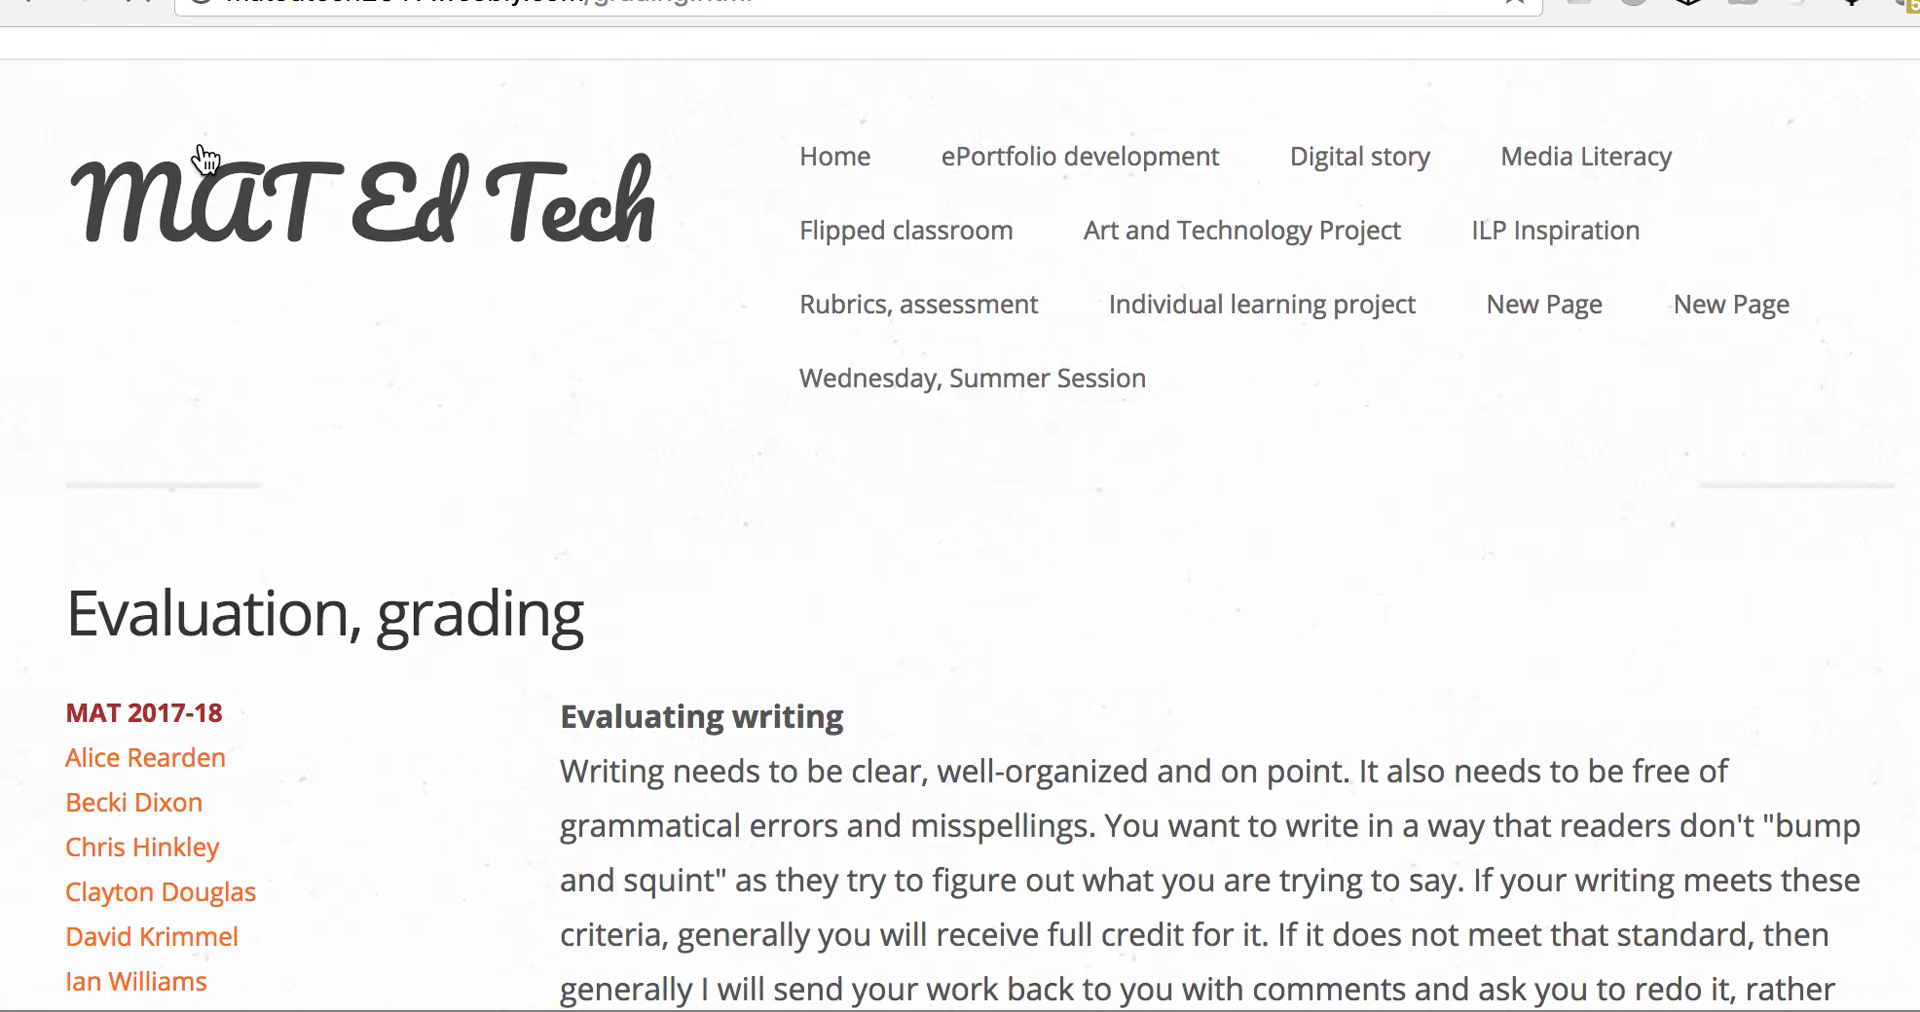 MAT Ed Tech
Home ePortfolio development Digital story Media Literacy
Flipped classroom Art and Technology Project ILP Inspiration
Rubrics, assessment Individual learning project New Page New Page
Wednesday, Summer Session
Evaluation, grading
MAT 2017-18
Alice Rearden
Becki Dixon
Chris Hinkley
Clayton Douglas
David Krimmel
Ian Williams
Evaluating writing
Writing needs to be clear, well-organized and on point. It also needs to be free of
grammatical errors and misspellings. You want to write in a way that readers don't "bump
and squint" as they try to figure out what you are trying to say. If your writing meets these
criteria, generally you will receive full credit for it. If it does not meet that standard, then
generally I will send your work back to you with comments and ask you to redo it, rather